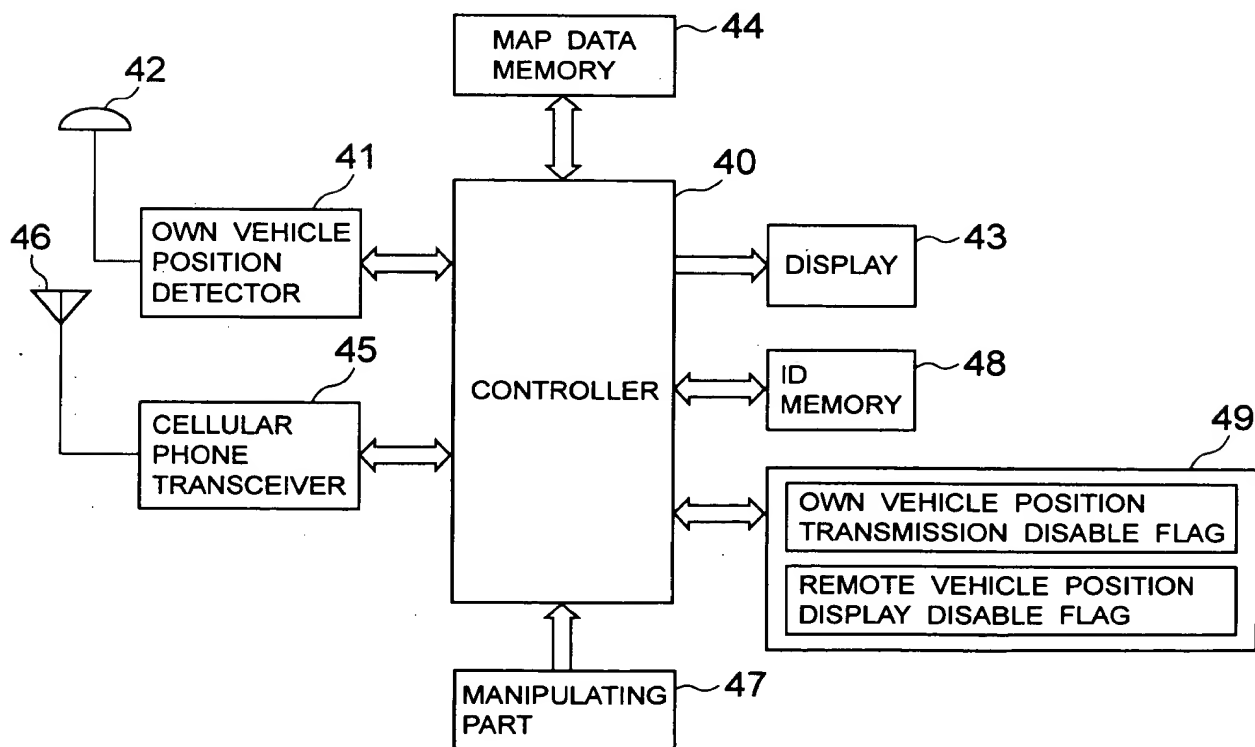 44
MAP DATA
MEMORY
42
41
40
OWN VEHICLE
POSITION
DETECTOR
43
DISPLAY
46
45
CONTROLLER
48
ID
MEMORY
CELLULAR
PHONE
TRANSCEIVER
49
OWN VEHICLE POSITION
TRANSMISSION DISABLE FLAG
REMOTE VEHICLE POSITION
DISPLAY DISABLE FLAG
47
MANIPULATING
PART